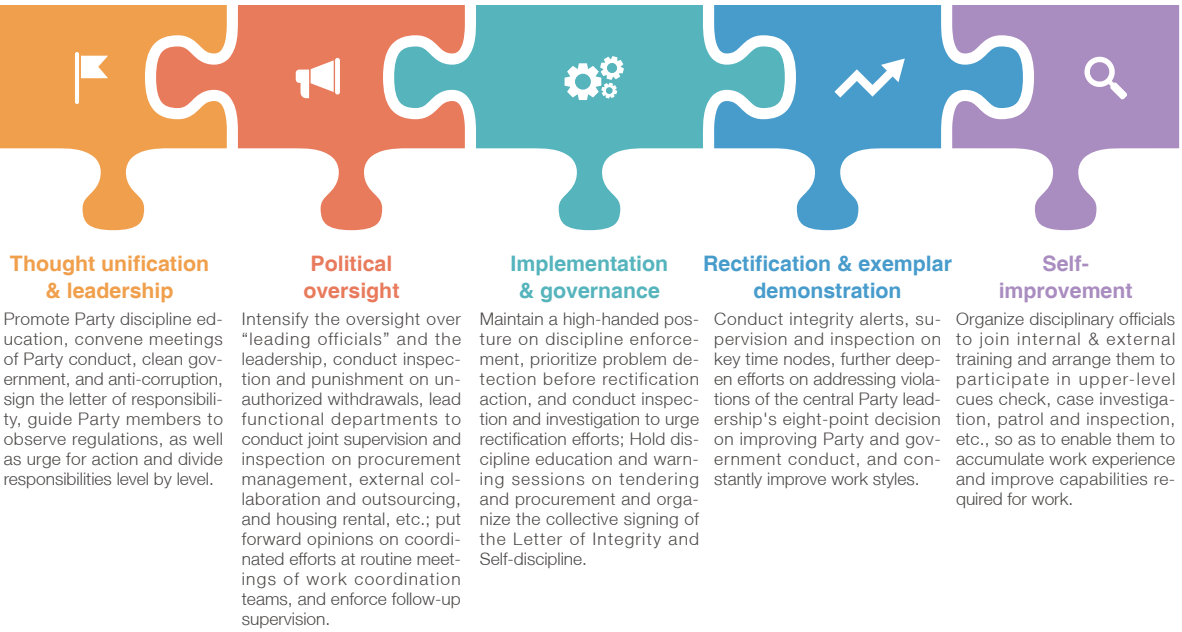 Thought unification
& leadership
Promote Party discipline ed-
ucation, convene meetings
of Party conduct, clean gov-
ernment, and anti-corruption,
sign the letter of responsibili-
ty, guide Party members to
observe regulations, as well
as urge for action and divide
responsibilities level by level.
Political
oversight
Intensify the oversight over
“leading officials” and the
leadership, conduct inspec-
tion and punishment on un-
authorized withdrawals, lead
functional departments to
conduct joint supervision and
inspection on procurement
management, external col-
laboration and outsourcing,
and housing rental, etc.; put
forward opinions on coordi-
nated efforts at routine meet-
ings of work coordination
teams, and enforce follow-up
supervision.
Implementation
& governance
Maintain a high-handed pos-
ture on discipline enforce-
ment, prioritize problem de-
tection before rectification
action, and conduct inspec-
tion and investigation to urge
rectification efforts; Hold dis-
cipline education and warn-
ing sessions on tendering
and procurement and orga-
nize the collective signing of
the Letter of Integrity and
Self-discipline.
Rectification & exemplar
demonstration
Conduct integrity alerts, su-
pervision and inspection on
key time nodes, further deep-
en efforts on addressing viola-
tions of the central Party lead-
ership's eight-point decision
on improving Party and gov-
ernment conduct, and con-
stantly improve work styles.
Self-
improvement
Organize disciplinary officials
to join internal & external
training and arrange them to
participate in upper-level
cues check, case investiga-
tion, patrol and inspection,
etc., so as to enable them to
accumulate work experience
and improve capabilities re-
quired for work.